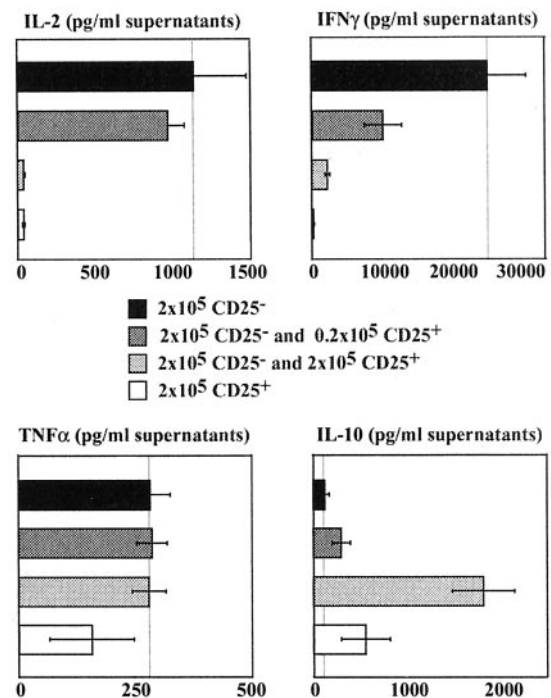 IL-2 (pg/ml supernatants)
IFNγ (pg/ml supernatants)
0 500 1000 1500
0 10000 20000 30000
2x10⁵ CD25⁻
2x10⁵ CD25⁻ and 0.2x10⁵ CD25⁺
2x10⁵ CD25⁻ and 2x10⁵ CD25⁺
2x10⁵ CD25⁺
TNFα (pg/ml supernatants)
IL-10 (pg/ml supernatants)
0 250 500
0 1000 2000